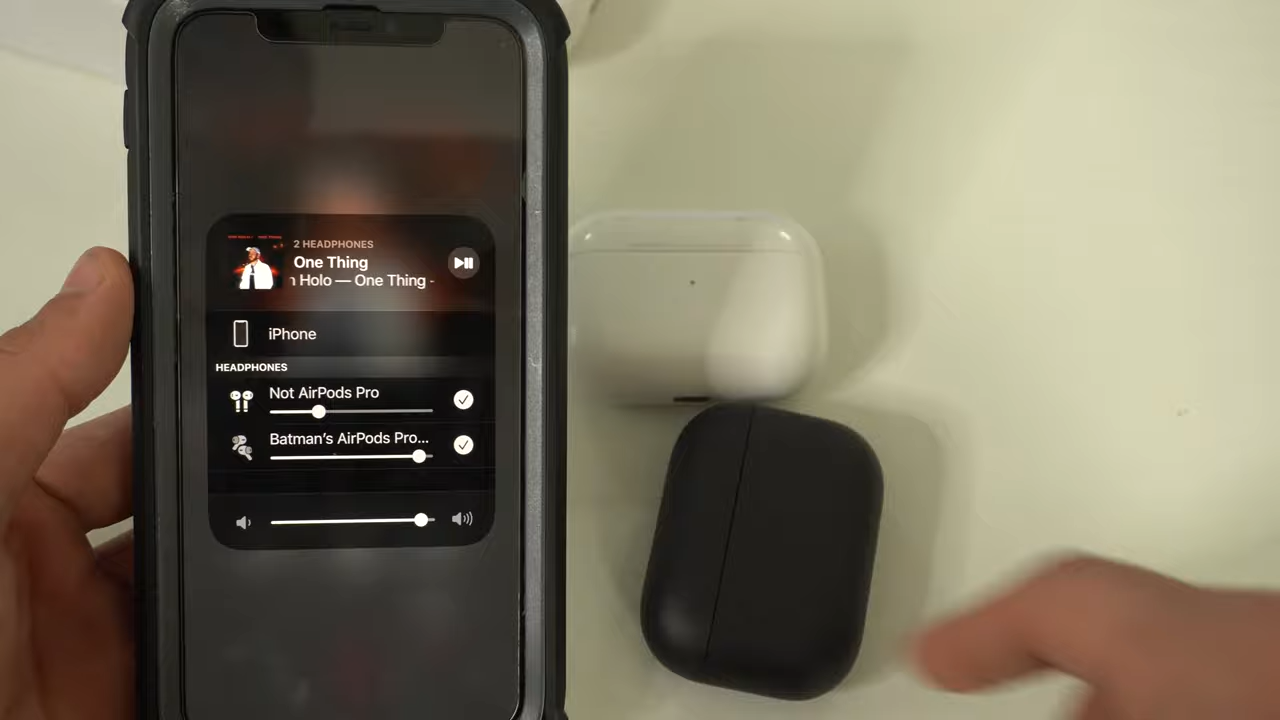 2 HEADPHONES
One Thing
n Holo — One Thing -
iPhone
HEADPHONES
Not AirPods Pro
Batman's AirPods Pro...